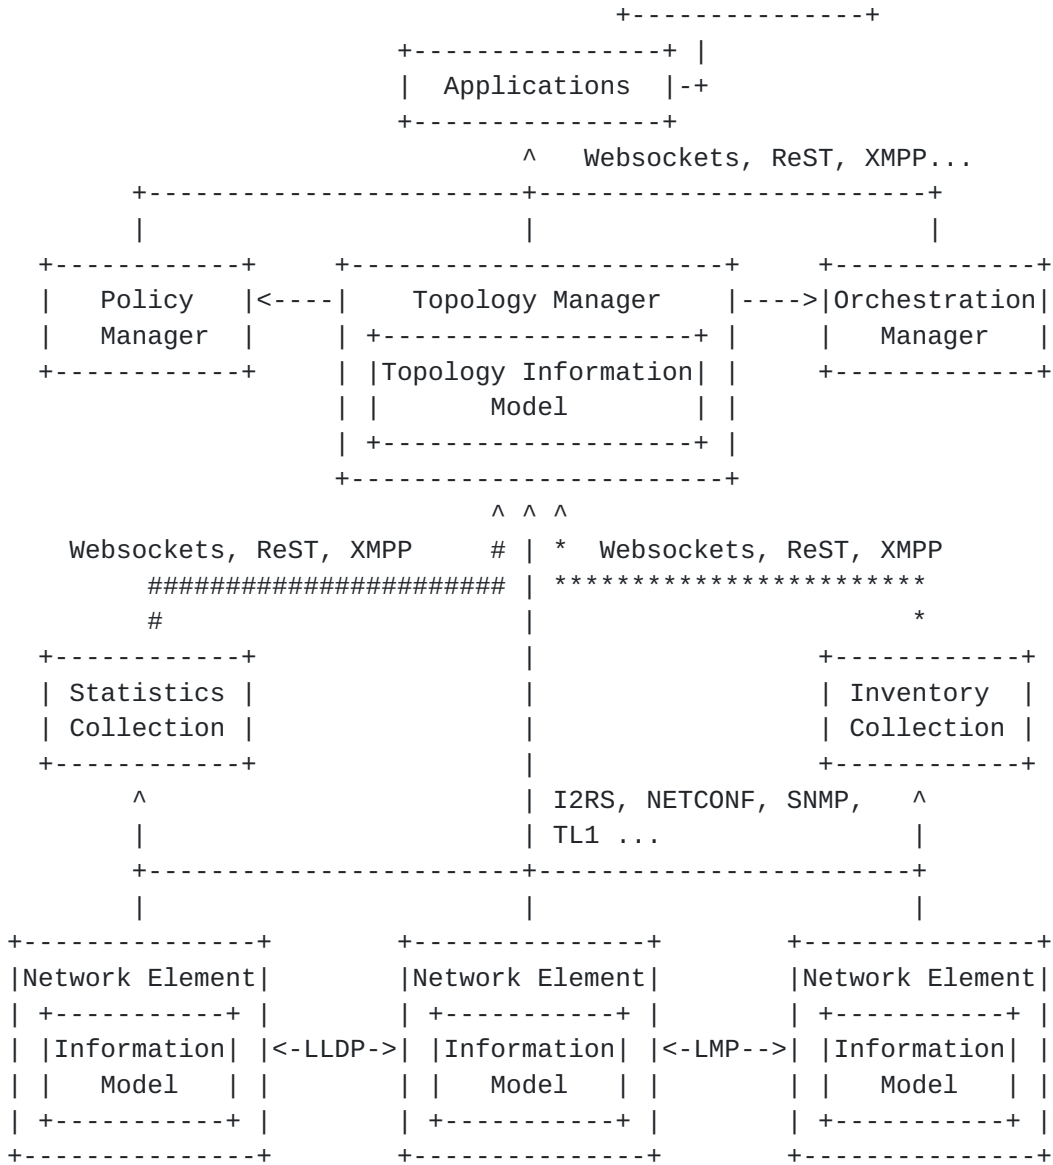 Applications
Websockets, ReST, XMPP...
Policy Topology Manager Orchestration
Manager Manager
Topology Information
Model
Websockets, ReST, XMPP Websockets, ReST, XMPP
Statistics Inventory
Collection Collection
I2RS, NETCONF, SNMP,
TL1 ...
Network Element Network Element Network Element
Information <-LLDP-> Information <-LMP--> Information
Model Model Model